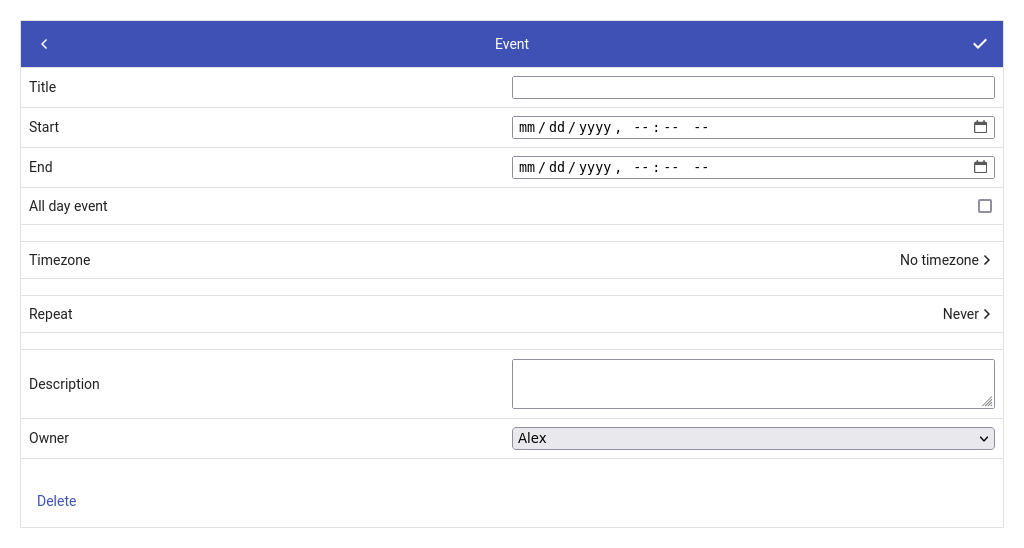 Event
Title
Start mm/dd/yyyy, --:-- --
End mm/dd/yyyy, --:-- --
All day event
Timezone No timezone
Repeat Never
Description
Owner Alex
Delete